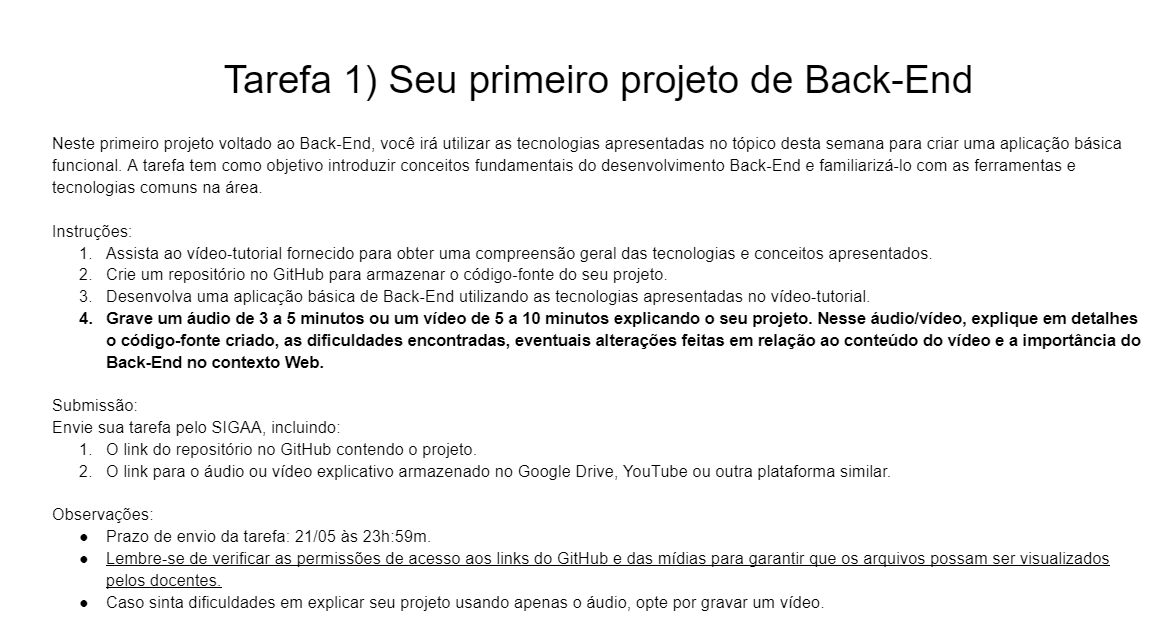 Tarefa 1) Seu primeiro projeto de Back-End
Neste primeiro projeto voltado ao Back-End, você irá utilizar as tecnologias apresentadas no tópico desta semana para criar uma aplicação básica
funcional. A tarefa tem como objetivo introduzir conceitos fundamentais do desenvolvimento Back-End e familiarizá-lo com as ferramentas e
tecnologias comuns na área.
Instruções:
1. Assista ao vídeo-tutorial fornecido para obter uma compreensão geral das tecnologias e conceitos apresentados.
2. Crie um repositório no GitHub para armazenar o código-fonte do seu projeto.
3. Desenvolva uma aplicação básica de Back-End utilizando as tecnologias apresentadas no vídeo-tutorial.
4. Grave um áudio de 3 a 5 minutos ou um vídeo de 5 a 10 minutos explicando o seu projeto. Nesse áudio/vídeo, explique em detalhes
o código-fonte criado, as dificuldades encontradas, eventuais alterações feitas em relação ao conteúdo do vídeo e a importância do
Back-End no contexto Web.
Submissão:
Envie sua tarefa pelo SIGAA, incluindo:
1. O link do repositório no GitHub contendo o projeto.
2. O link para o áudio ou vídeo explicativo armazenado no Google Drive, YouTube ou outra plataforma similar.
Observações:
● Prazo de envio da tarefa: 21/05 às 23h:59m.
● Lembre-se de verificar as permissões de acesso aos links do GitHub e das mídias para garantir que os arquivos possam ser visualizados
pelos docentes.
● Caso sinta dificuldades em explicar seu projeto usando apenas o áudio, opte por gravar um vídeo.